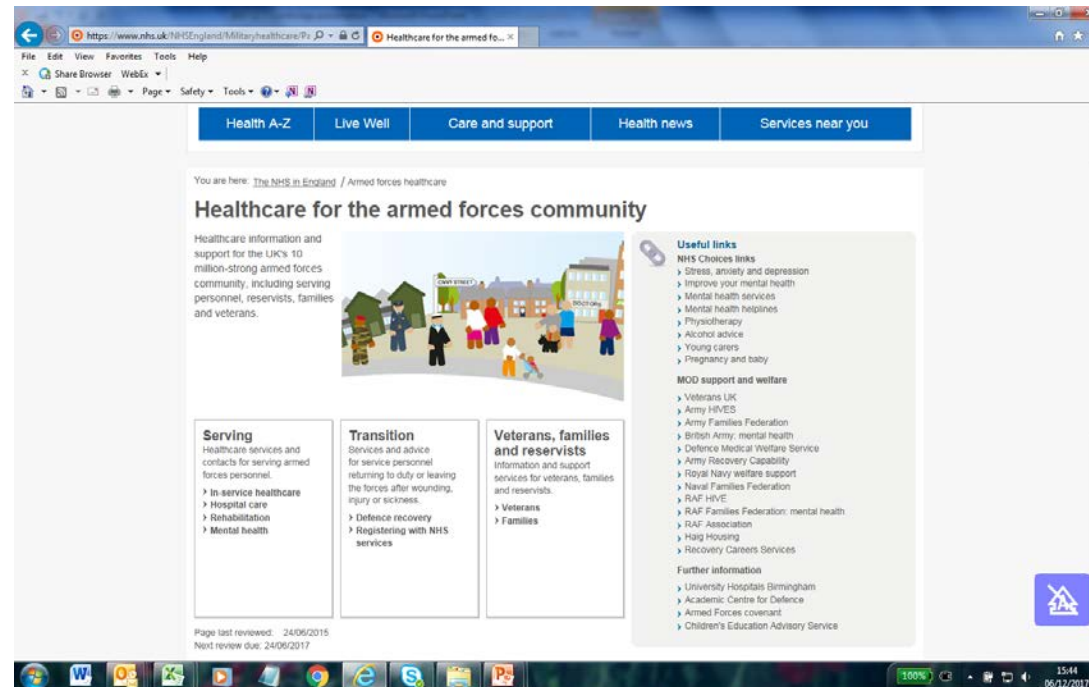 https://www.nhs.uk/NHSEngland/Militaryhealthcare/Pa
Healthcare for the armed fo...
File Edit View Favorites Tools Help
Share Browser WebEx
Page Safety Tools
Health A-Z Live Well Care and support Health news Services near you
You are here: The NHS in England / Armed forces healthcare
Healthcare for the armed forces community
Healthcare information and
support for the UK's 10
million-strong armed forces
community, including serving
personnel, reservists, families
and veterans.
DOCTORS
Serving
Healthcare services and
contacts for serving armed
forces personnel.
In-service healthcare
Hospital care
Rehabilitation
Mental health
Transition
Services and advice
for service personnel
returning to duty or leaving
the forces after wounding,
injury or sickness.
Defence recovery
Registering with NHS
services
Veterans, families
and reservists
Information and support
services for veterans, families
and reservists.
Veterans
Families
Useful links
NHS Choices links
Stress, anxiety and depression
Improve your mental health
Mental health services
Mental health helplines
Physiotherapy
Alcohol advice
Young carers
Pregnancy and baby
MOD support and welfare
Veterans UK
Army HIVES
Army Families Federation
British Army: mental health
Defence Medical Welfare Service
Army Recovery Capability
Royal Navy welfare support
Naval Families Federation
RAF HIVE
RAF Families Federation: mental health
RAF Association
Haig Housing
Recovery Careers Services
Further information
University Hospitals Birmingham
Academic Centre for Defence
Armed Forces covenant
Children's Education Advisory Service
Page last reviewed: 24/06/2015
Next review due: 24/06/2017
100%
15:44
06/12/2017